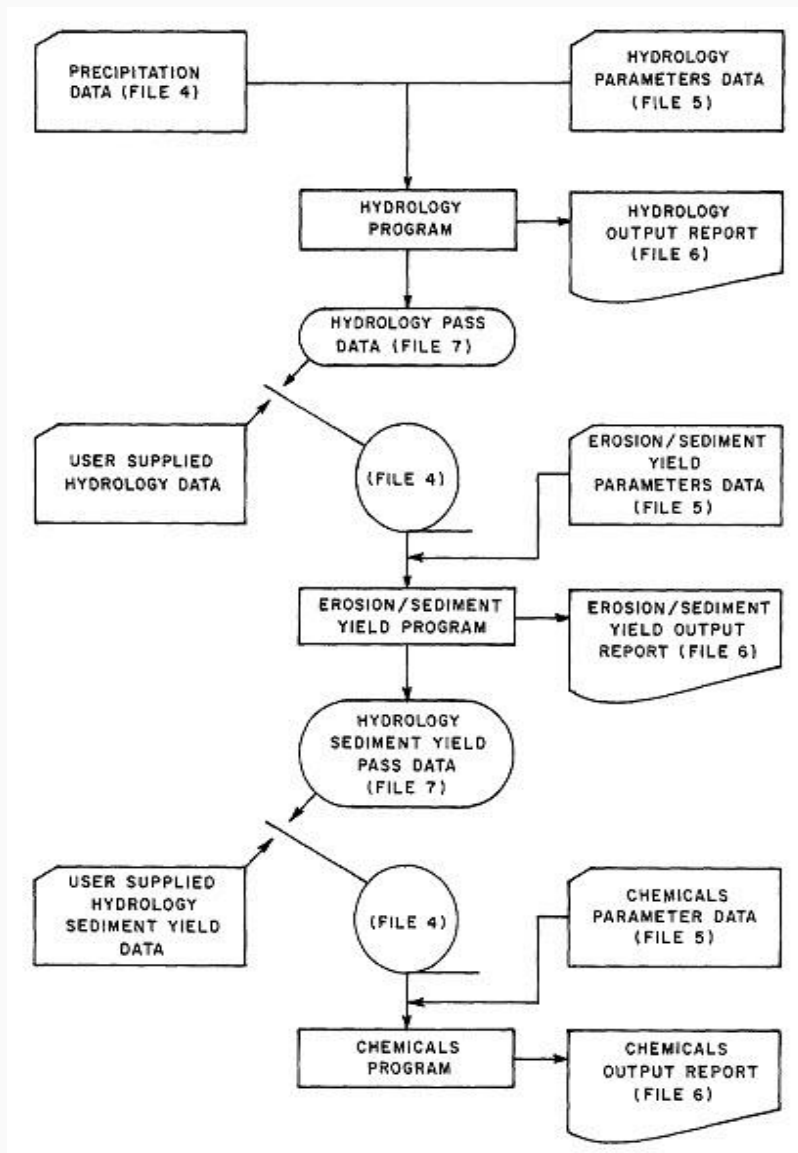 PRECIPITATION
DATA (FILE 4)
HYDROLOGY
PARAMETERS DATA
(FILE 5)
HYDROLOGY
PROGRAM
HYDROLOGY
OUTPUT REPORT
(FILE 6)
HYDROLOGY PASS
DATA (FILE 7)
USER SUPPLIED
HYDROLOGY DATA
(FILE 4)
EROSION/SEDIMENT
YIELD
PARAMETERS DATA
(FILE 5)
EROSION/SEDIMENT
YIELD PROGRAM
EROSION/SEDIMENT
YIELD OUTPUT
REPORT (FILE 6)
HYDROLOGY
SEDIMENT YIELD
PASS DATA
(FILE 7)
USER SUPPLIED
HYDROLOGY
SEDIMENT YIELD
DATA
(FILE 4)
CHEMICALS
PARAMETER DATA
(FILE 5)
CHEMICALS
PROGRAM
CHEMICALS
OUTPUT REPORT
(FILE 6)